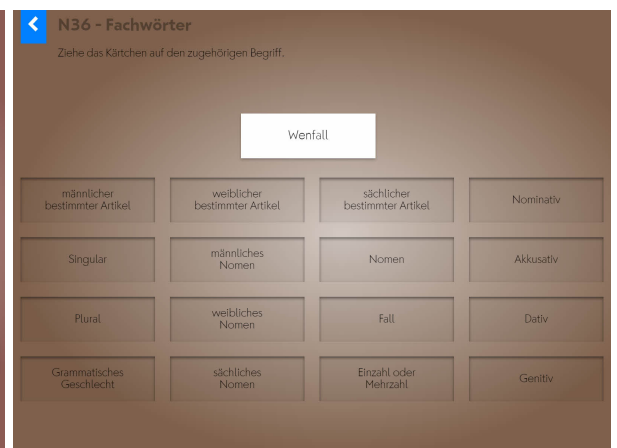 N36 - Fachwörter
Ziehe das Kärtchen auf den zugehörigen Begriff.
Wenfall
männlicher
bestimmter Artikel
weiblicher
bestimmter Artikel
sächlicher
bestimmter Artikel
Nominativ
Singular
männliches
Nomen
Nomen
Akkusativ
Plural
weibliches
Nomen
Fall
Dativ
Grammatisches
Geschlecht
sächliches
Nomen
Einzahl oder
Mehrzahl
Genitiv